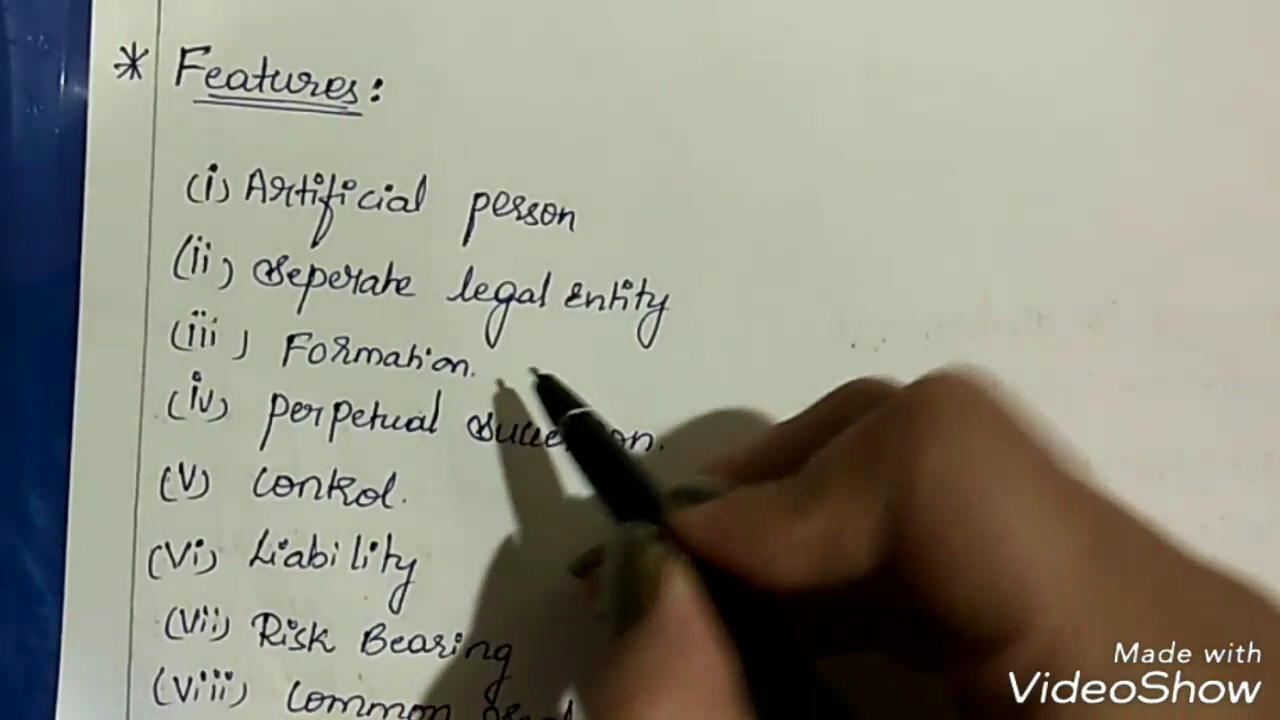 * Features:
(i) Artificial person
(ii) Seperate legal entity
(iii) Formation.
(iv) perpetual
(v) control.
(vi) Liability
(vii) Risk Bearing
(viii) common
Made with
VideoShow